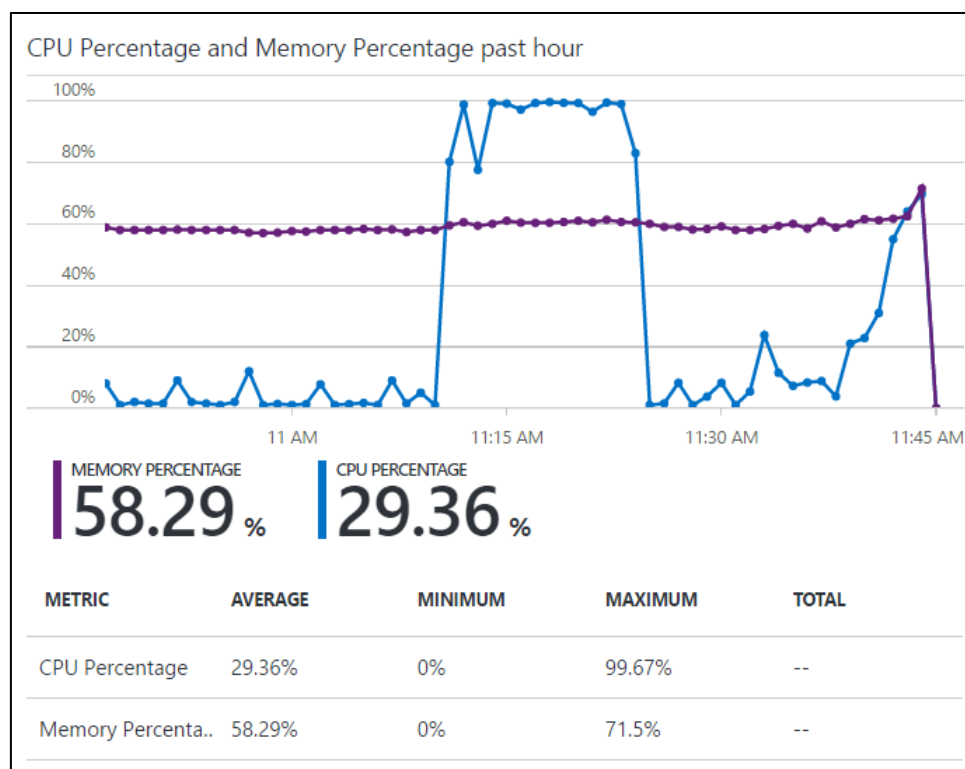 CPU Percentage and Memory Percentage past hour
100%
80%
60%
40%
20%
0%
11 AM 11:15 AM 11:30 AM 11:45 AM
MEMORY PERCENTAGE CPU PERCENTAGE
58.29 % 29.36 %
METRIC AVERAGE MINIMUM MAXIMUM TOTAL
CPU Percentage 29.36% 0% 99.67% --
Memory Percenta.. 58.29% 0% 71.5% --